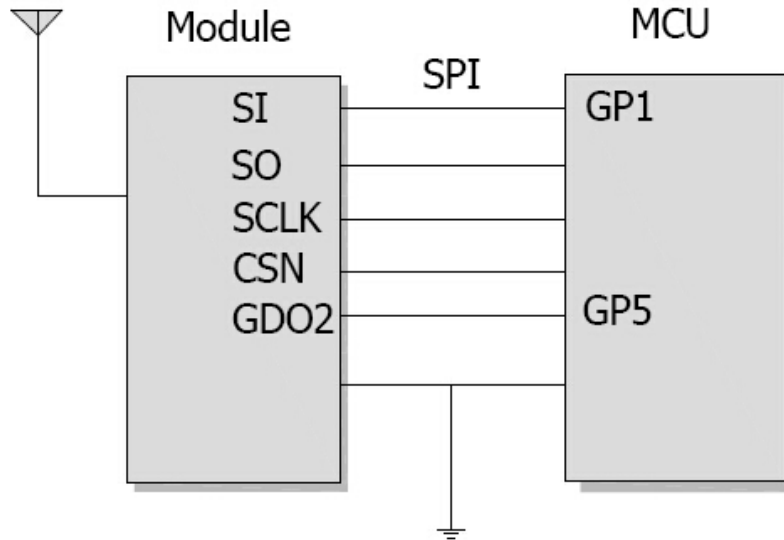 Module
MCU
SPI
SI
GP1
SO
SCLK
CSN
GDO2
GP5